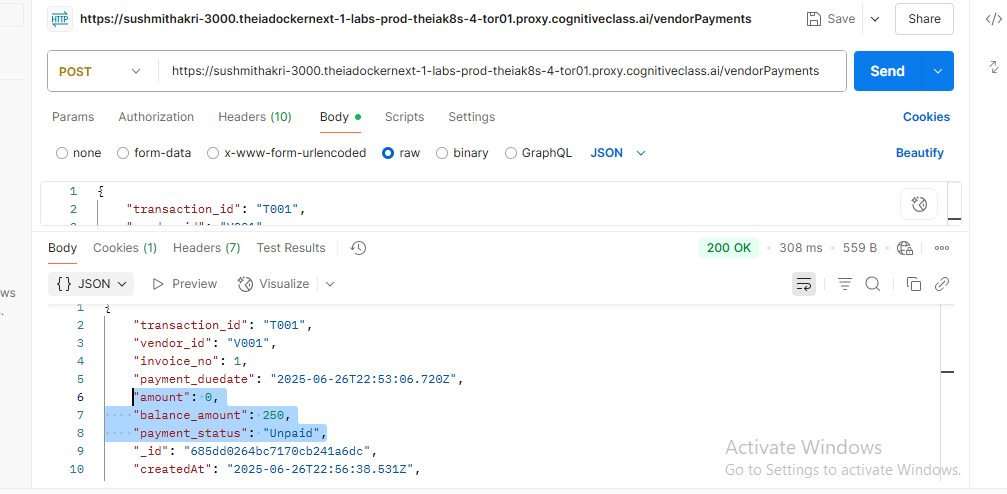 HTTP https://sushmithakri-3000.theiadockernext-1-labs-prod-theiak8s-4-tor01.proxy.cognitiveclass.ai/vendorPayments Save Share
POST https://sushmithakri-3000.theiadockernext-1-labs-prod-theiak8s-4-tor01.proxy.cognitiveclass.ai/vendorPayments Send
Params Authorization Headers (10) Body Scripts Settings Cookies
none form-data x-www-form-urlencoded raw binary GraphQL JSON Beautify
1 {
2 "transaction_id": "T001",
Body Cookies (1) Headers (7) Test Results 200 OK • 308 ms • 559 B
{} JSON Preview Visualize
ws
1 {
2 "transaction_id": "T001",
3 "vendor_id": "V001",
4 "invoice_no": 1,
5 "payment_duedate": "2025-06-26T22:53:06.720Z",
6 "amount": 0,
7 "balance_amount": 250,
8 "payment_status": "Unpaid",
9 "_id": "685dd0264bc7170cb241a6dc",
10 "createdAt": "2025-06-26T22:56:38.531Z",
Activate Windows
Go to Settings to activate Windows.